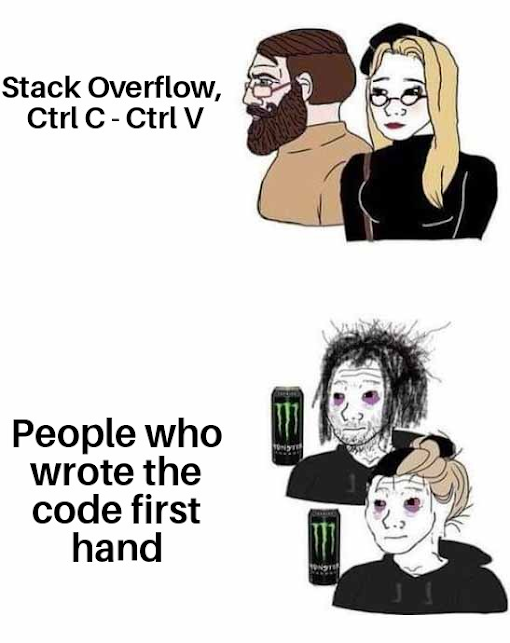 Stack Overflow,
Ctrl C - Ctrl V
People who
wrote the
code first
hand